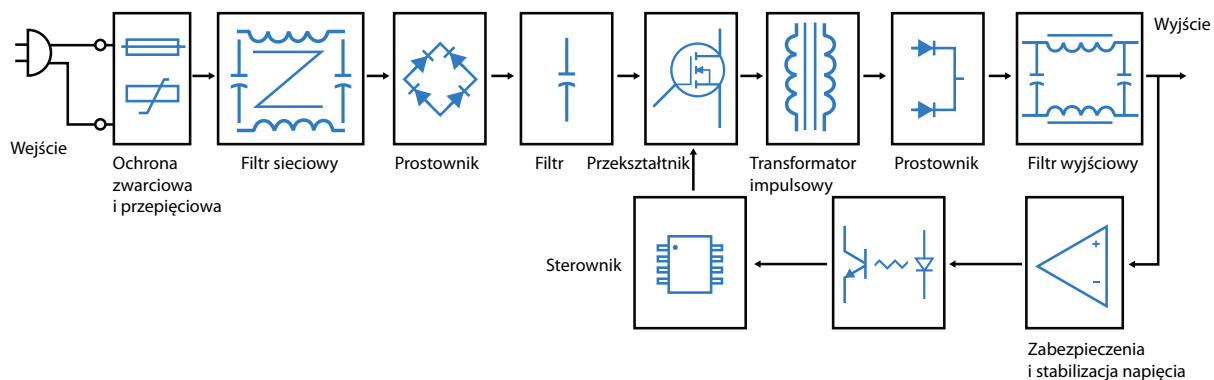 Wyjście
Wejście
Ochrona
zwarciowa
i przepięciowa
Filtr sieciowy
Prostownik
Filtr
Przekształtnik
Transformator
impulsowy
Prostownik
Filtr wyjściowy
Sterownik
+
−
Zabezpieczenia
i stabilizacja napięcia